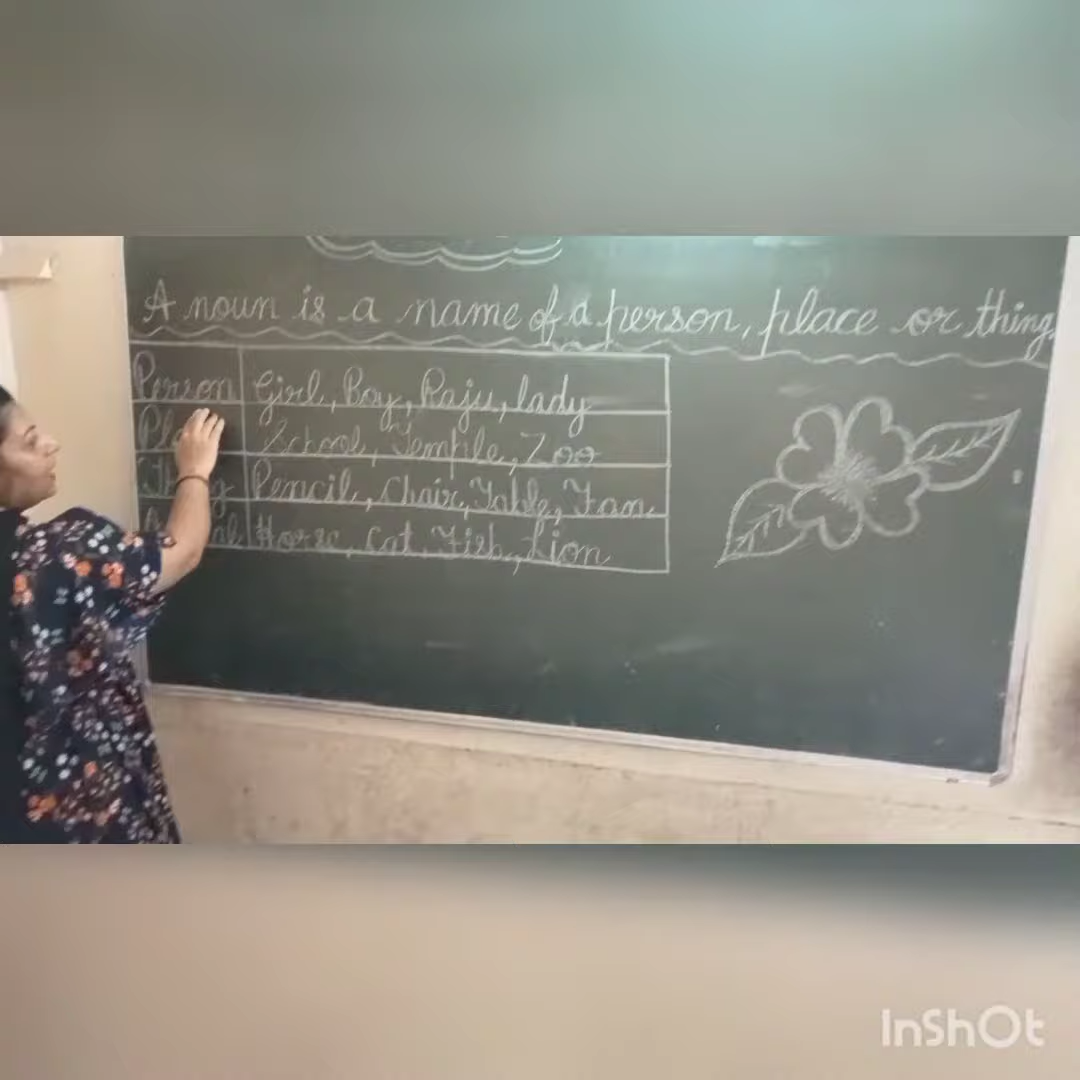 A noun is a name of a person, place or thing
Person Girl, Boy, Raju, lady
School, Temple, Zoo
Pencil, Chair, Table, Fan.
Horse, Cat, Fish, Lion
InShOt